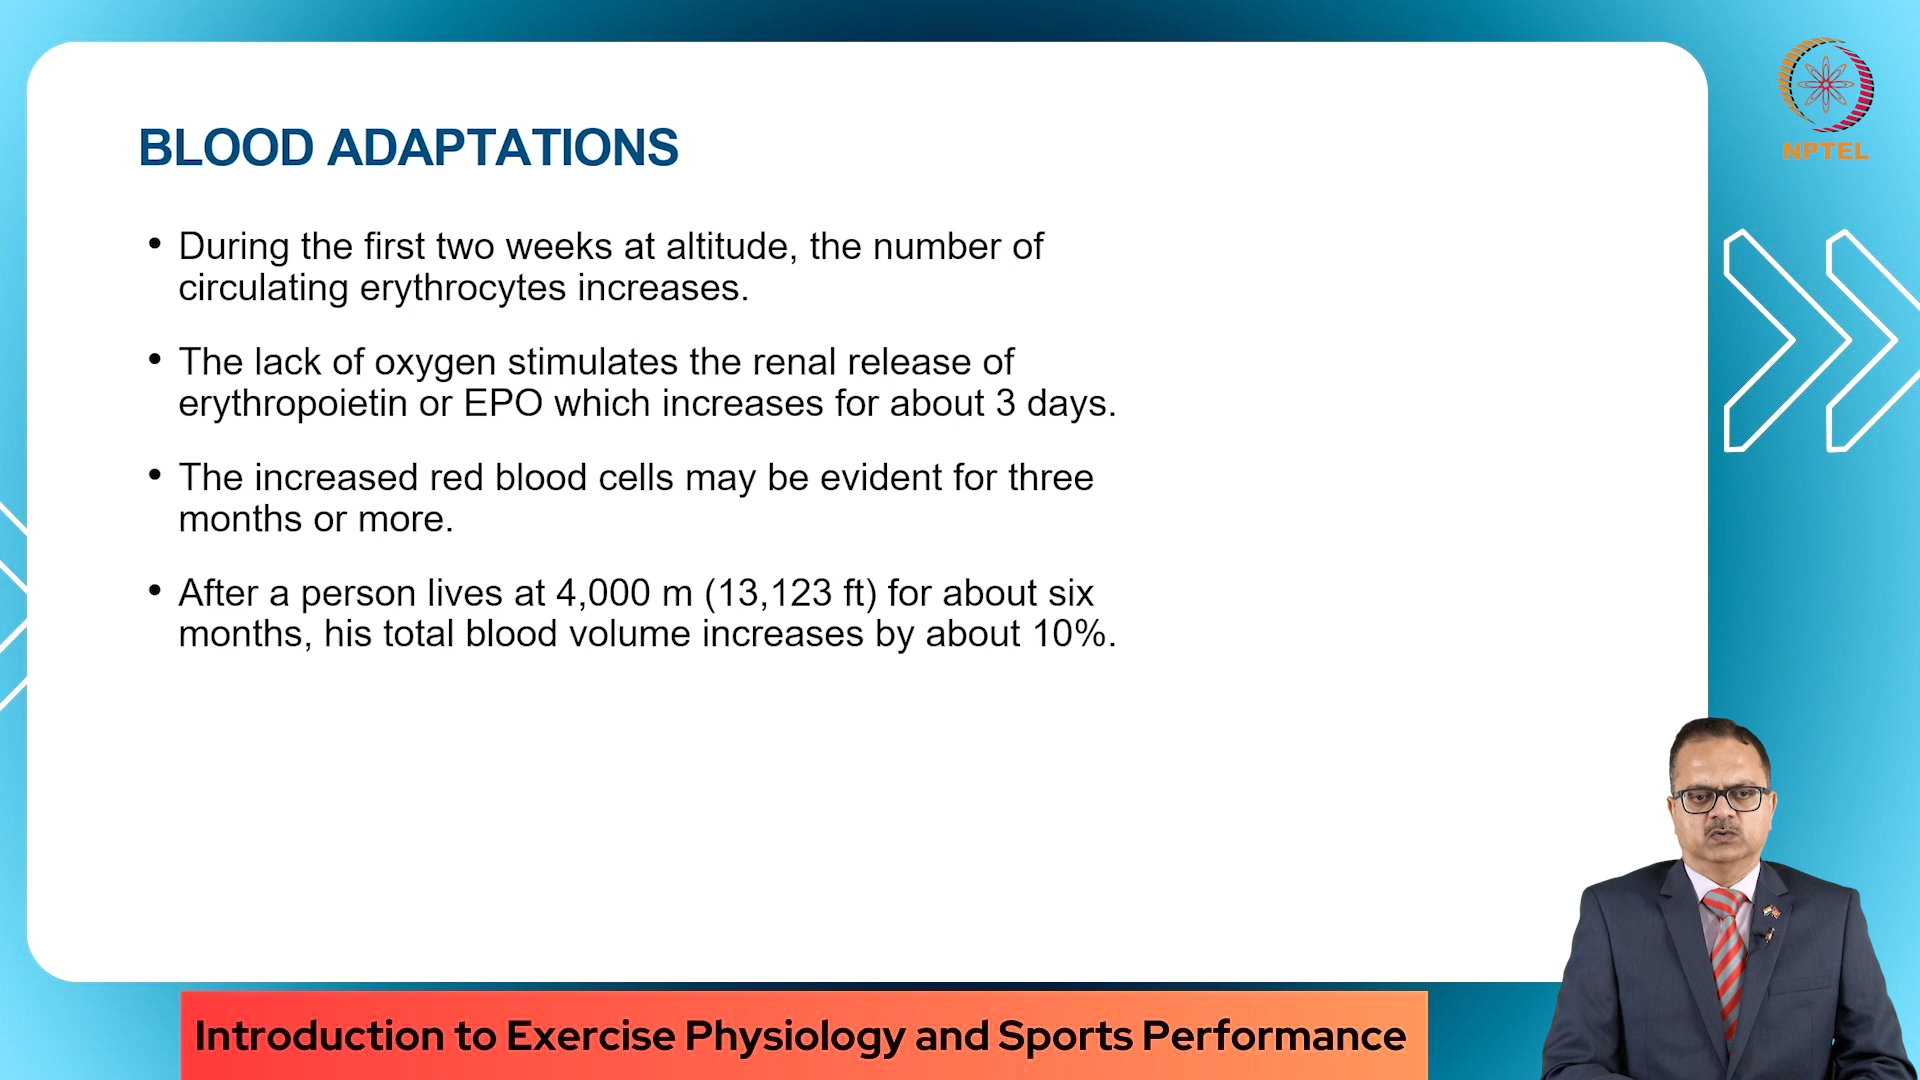 BLOOD ADAPTATIONS
• During the first two weeks at altitude, the number of
circulating erythrocytes increases.
• The lack of oxygen stimulates the renal release of
erythropoietin or EPO which increases for about 3 days.
• The increased red blood cells may be evident for three
months or more.
• After a person lives at 4,000 m (13,123 ft) for about six
months, his total blood volume increases by about 10%.
NPTEL
Introduction to Exercise Physiology and Sports Performance